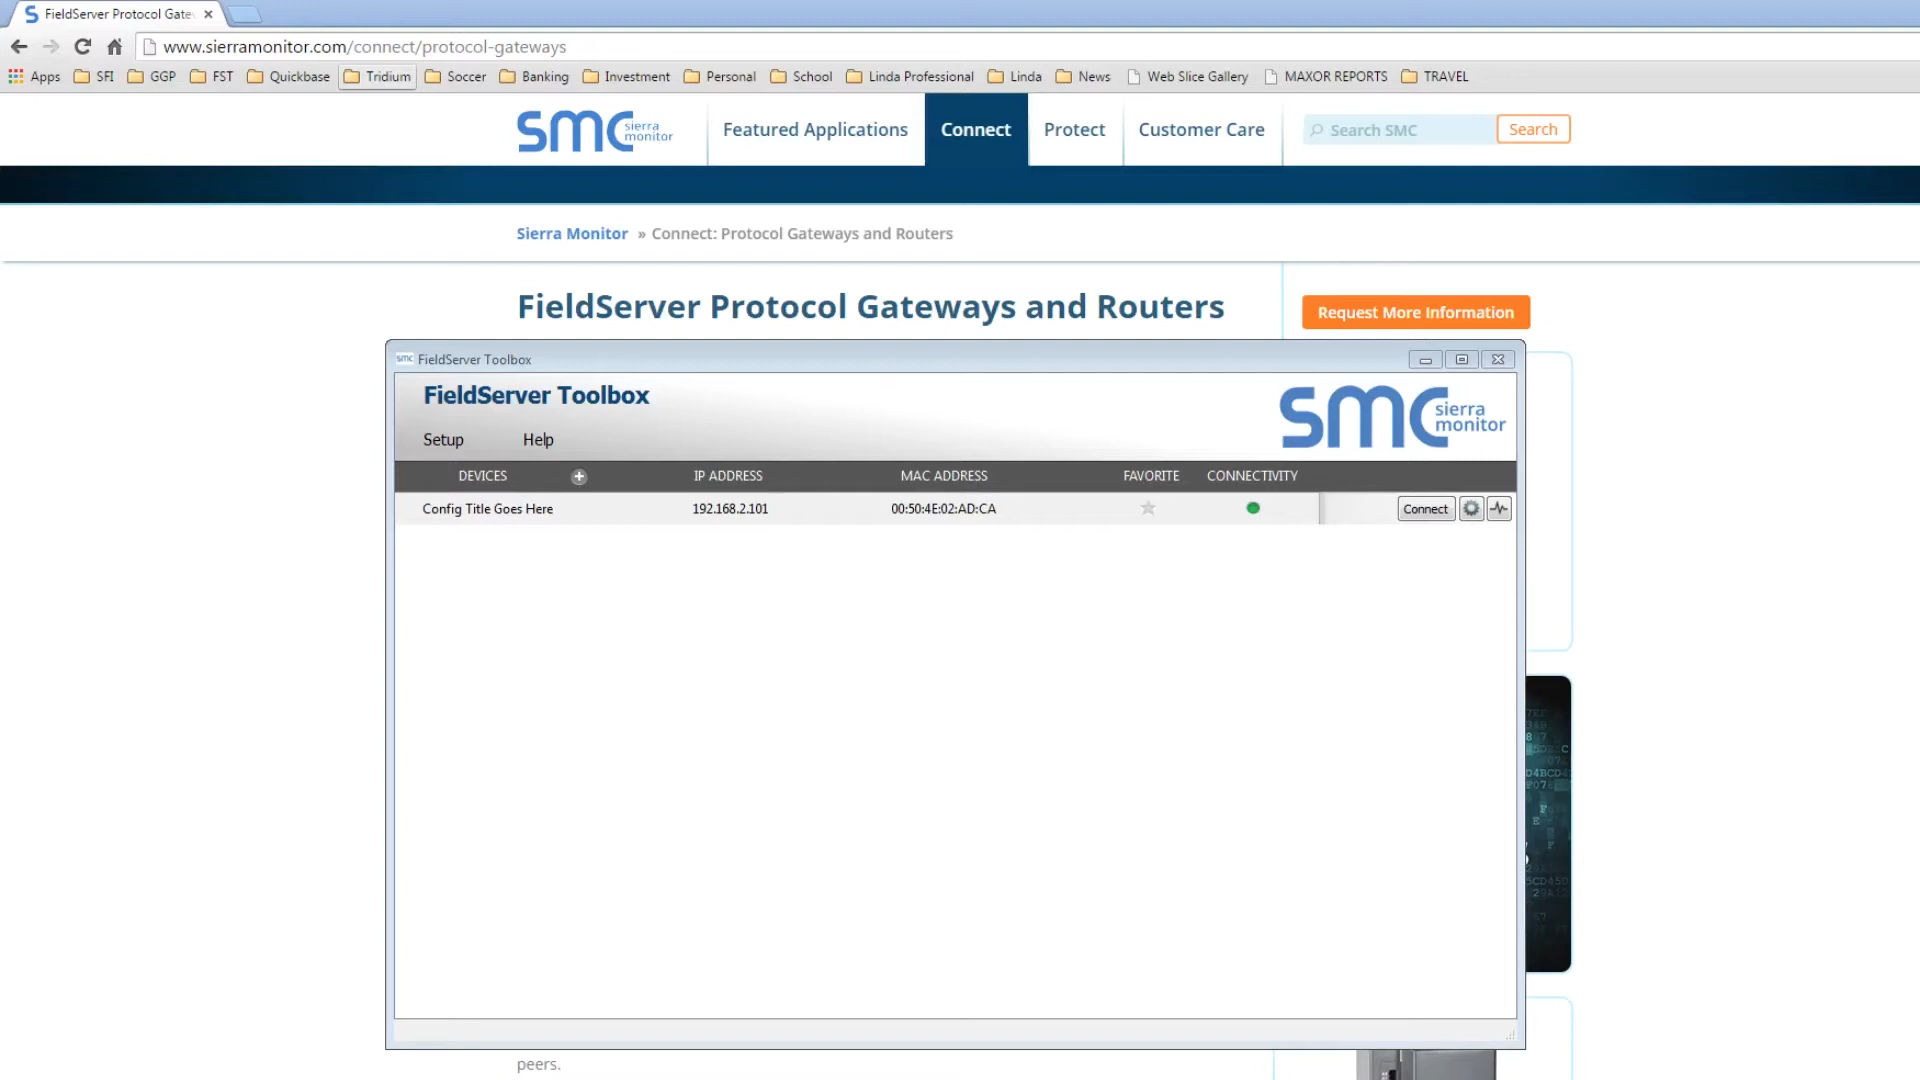 FieldServer Protocol Gate
www.sierramonitor.com/connect/protocol-gateways
Apps SFI GGP FST Quickbase Tridium Soccer Banking Investment Personal School Linda Professional Linda News Web Slice Gallery MAXOR REPORTS TRAVEL
smc sierra monitor
Featured Applications Connect Protect Customer Care Search SMC Search
Sierra Monitor » Connect: Protocol Gateways and Routers
FieldServer Protocol Gateways and Routers
Request More Information
smc FieldServer Toolbox
FieldServer Toolbox
smc sierra monitor
Setup Help
DEVICES IP ADDRESS MAC ADDRESS FAVORITE CONNECTIVITY
Config Title Goes Here 192.168.2.101 00:50:4E:02:AD:CA Connect
peers.